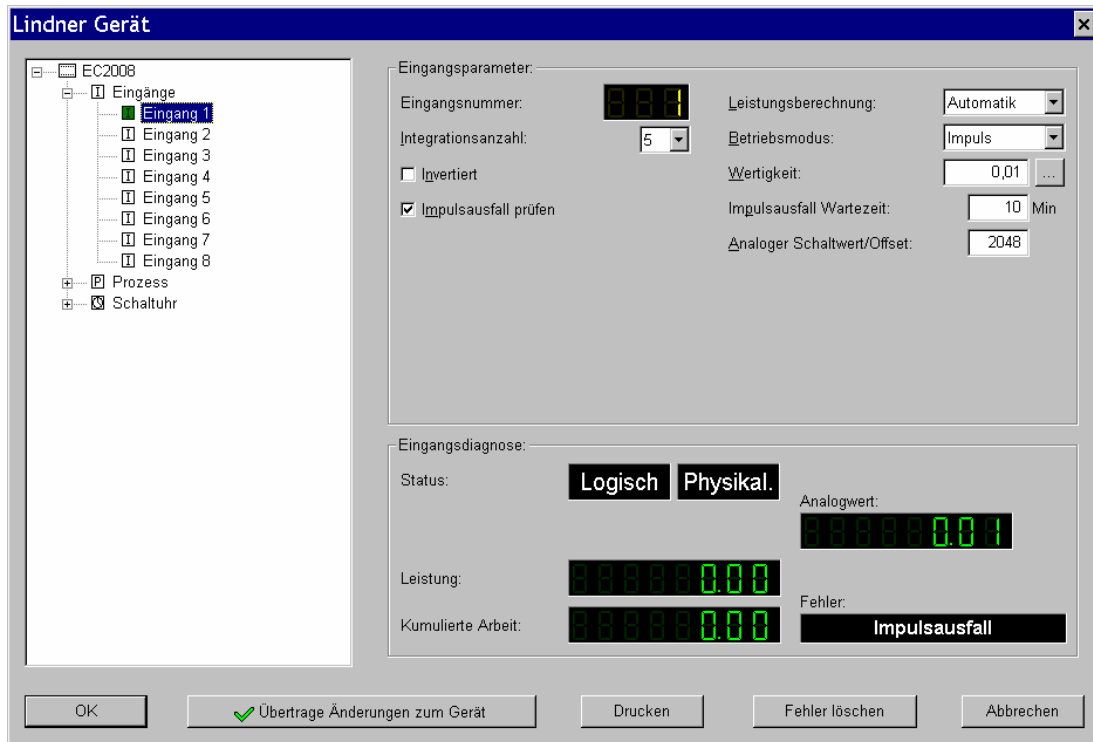 Lindner Gerät
EC2008
Eingänge
Eingang 1
Eingang 2
Eingang 3
Eingang 4
Eingang 5
Eingang 6
Eingang 7
Eingang 8
Prozess
Schaltuhr
Eingangsparameter:
Eingangsnummer: 1
Integrationsanzahl: 5
Invertiert
Impulsausfall prüfen
Leistungsberechnung: Automatik
Betriebsmodus: Impuls
Wertigkeit: 0,01 ...
Impulsausfall Wartezeit: 10 Min
Analoger Schaltwert/Offset: 2048
Eingangsdiagnose:
Status: Logisch Physikal.
Analogwert:
0.01
Leistung: 0.00
Kumulierte Arbeit: 0.00
Fehler:
Impulsausfall
OK Übertrage Änderungen zum Gerät Drucken Fehler löschen Abbrechen